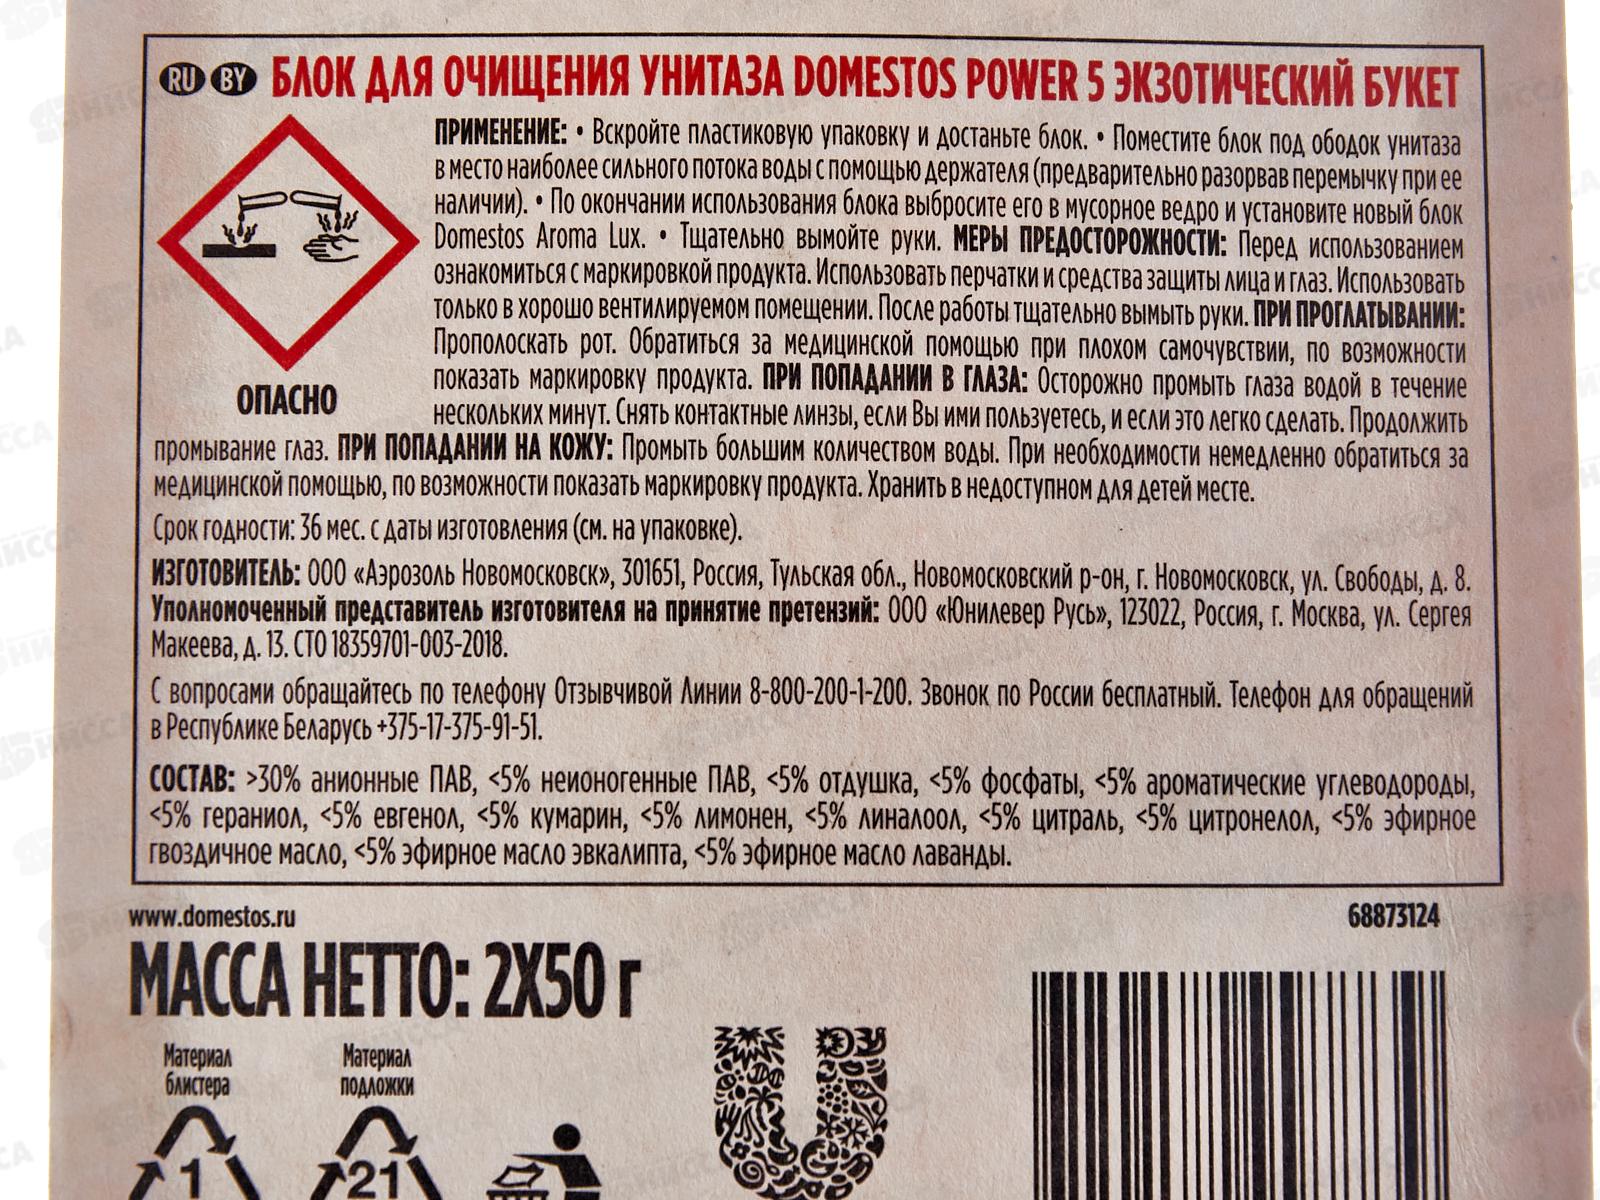 RU BY БЛОК ДЛЯ ОЧИЩЕНИЯ УНИТАЗА DOMESTOS POWER 5 ЭКЗОТИЧЕСКИЙ БУКЕТ
ПРИМЕНЕНИЕ: • Вскройте пластиковую упаковку и достаньте блок. • Поместите блок под ободок унитаза
в место наиболее сильного потока воды с помощью держателя (предварительно разорвав перемычку при ее
наличии). • По окончании использования блока выбросите его в мусорное ведро и установите новый блок
Domestos Aroma Lux. • Тщательно вымойте руки. МЕРЫ ПРЕДОСТОРОЖНОСТИ: Перед использованием
ознакомиться с маркировкой продукта. Использовать перчатки и средства защиты лица и глаз. Использовать
только в хорошо вентилируемом помещении. После работы тщательно вымыть руки. ПРИ ПРОГЛАТЫВАНИИ:
Прополоскать рот. Обратиться за медицинской помощью при плохом самочувствии, по возможности
показать маркировку продукта. ПРИ ПОПАДАНИИ В ГЛАЗА: Осторожно промыть глаза водой в течение
ОПАСНО
нескольких минут. Снять контактные линзы, если Вы ими пользуетесь, и если это легко сделать. Продолжить
промывание глаз. ПРИ ПОПАДАНИИ НА КОЖУ: Промыть большим количеством воды. При необходимости немедленно обратиться за
медицинской помощью, по возможности показать маркировку продукта. Хранить в недоступном для детей месте.
Срок годности: 36 мес. с даты изготовления (см. на упаковке).
ИЗГОТОВИТЕЛЬ: ООО «Аэрозоль Новомосковск», 301651, Россия, Тульская обл., Новомосковский р-он, г. Новомосковск, ул. Свободы, д. 8.
Уполномоченный представитель изготовителя на принятие претензий: ООО «Юнилевер Русь», 123022, Россия, г. Москва, ул. Сергея
Макеева, д. 13. СТО 18359701-003-2018.
С вопросами обращайтесь по телефону Отзывчивой Линии 8-800-200-1-200. Звонок по России бесплатный. Телефон для обращений
в Республике Беларусь +375-17-375-91-51.
СОСТАВ: >30% анионные ПАВ, <5% неионогенные ПАВ, <5% отдушка, <5% фосфаты, <5% ароматические углеводороды,
<5% гераниол, <5% евгенол, <5% кумарин, <5% лимонен, <5% линалоол, <5% цитраль, <5% цитронелол, <5% эфирное
гвоздичное масло, <5% эфирное масло эвкалипта, <5% эфирное масло лаванды.
www.domestos.ru 68873124
МАССА НЕТТО: 2Х50 г
Материал
блистера
Материал
подложки
1 21